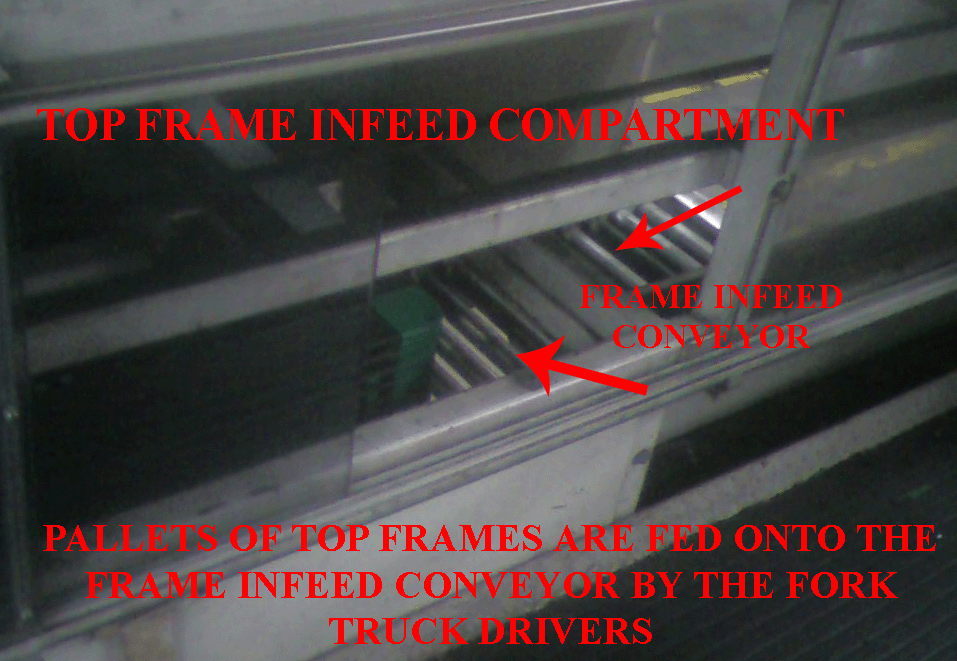 TOP FRAME INFEED COMPARTMENT
FRAME INFEED
CONVEYOR
PALLETS OF TOP FRAMES ARE FED ONTO THE
FRAME INFEED CONVEYOR BY THE FORK
TRUCK DRIVERS